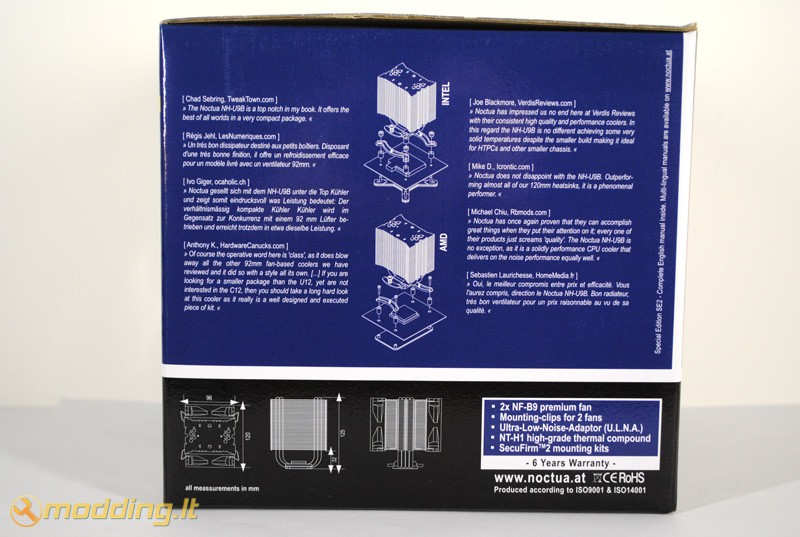 [ Chad Sebring, TweakTown.com ]
» The Noctua NH-U9B is a top notch in my book. It offers the
best of all worlds in a very compact package. «
[ Régis Jehl, LesNumeriques.com ]
» Un très bon dissipateur destiné aux petits boîtiers. Disposant
d'une très bonne finition, il offre un refroidissement efficace
pour un modèle livré avec un ventilateur 92mm. «
[ Ivo Giger, ocaholic.ch ]
» Noctua gesellt sich mit dem NH-U9B unter die Top Kühler
und zeigt somit eindrucksvoll was Leistung bedeutet: Der
verhältnismässig kompakte Kühler Kühler wird im
Gegensatz zur Konkurrenz mit einem 92 mm Lüfter be-
trieben und erreicht trotzdem in etwa dieselbe Leistung. «
[ Anthony K., HardwareCanucks.com ]
» Of course the operative word here is 'class', as it does blow
away all the other 92mm fan-based coolers we have
reviewed and it did so with a style all its own. [...] If you are
looking for a smaller package than the U12, yet are not
interested in the C12, then you should take a long hard look
at this cooler as it really is a well designed and executed
piece of kit. «
INTEL
AMD
[ Joe Blackmore, VerdisReviews.com ]
» Noctua has impressed us no end here at Verdis Reviews
with their consistent high quality and performance coolers. In
this regard the NH-U9B is no different achieving some very
solid temperatures despite the smaller build making it ideal
for HTPCs and other smaller chassis. «
[ Mike D., Icrontic.com ]
» Noctua does not disappoint with the NH-U9B. Outperfor-
ming almost all of our 120mm heatsinks, it is a phenomenal
performer. «
[ Michael Chiu, Rbmods.com ]
» Noctua has once again proven that they can accomplish
great things when they put their attention on it; every one of
their products just screams 'quality'. The Noctua NH-U9B is
no exception, as it is a solidly performance CPU cooler that
delivers on the noise performance equally well. «
[ Sebastien Laurichesse, HomeMedia.fr ]
» Oui, le meilleur compromis entre prix et efficacité. Vous
l'aurez compris, direction le Noctua NH-U9B. Bon radiateur,
très bon ventilateur pour un prix raisonnable au vu de sa
qualité. «
Special Edition SE2 - Complete English manual inside. Multi-lingual manuals are available on www.noctua.at
96
120
125
32
all measurements in mm
▪ 2x NF-B9 premium fan
▪ Mounting-clips for 2 fans
▪ Ultra-Low-Noise-Adaptor (U.L.N.A.)
▪ NT-H1 high-grade thermal compound
▪ SecuFirm™2 mounting kits
- 6 Years Warranty -
www.noctua.at CE RoHS
Produced according to ISO9001 & ISO14001
modding.lt